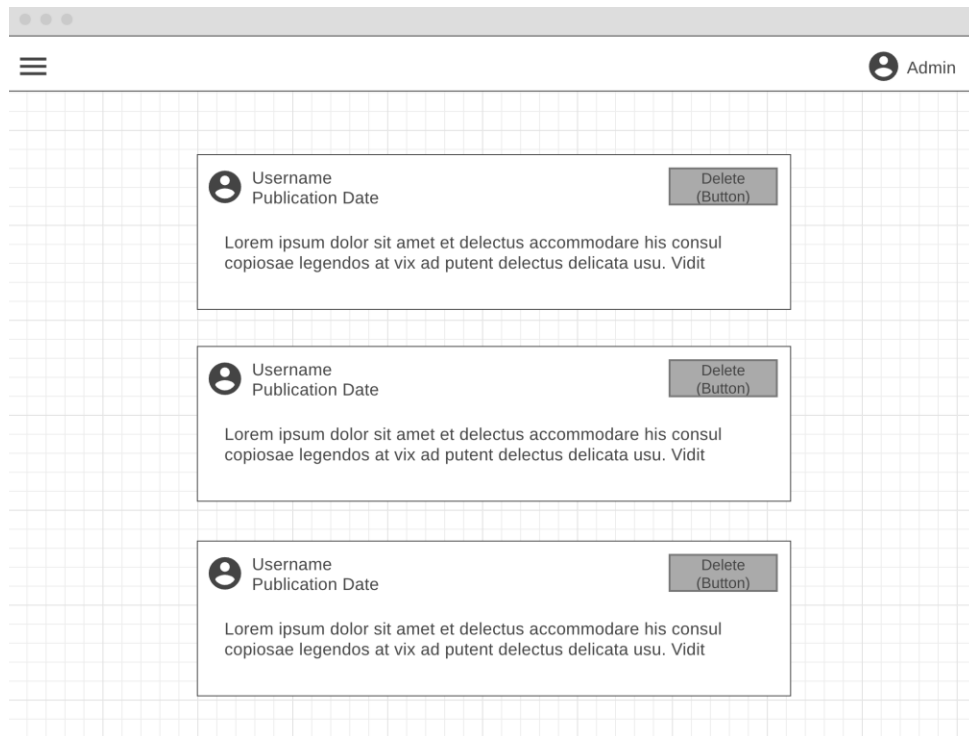 Admin
Username
Publication Date
Delete
(Button)
Lorem ipsum dolor sit amet et delectus accommodare his consul
copiosae legendos at vix ad putent delectus delicata usu. Vidit
Username
Publication Date
Delete
(Button)
Lorem ipsum dolor sit amet et delectus accommodare his consul
copiosae legendos at vix ad putent delectus delicata usu. Vidit
Username
Publication Date
Delete
(Button)
Lorem ipsum dolor sit amet et delectus accommodare his consul
copiosae legendos at vix ad putent delectus delicata usu. Vidit